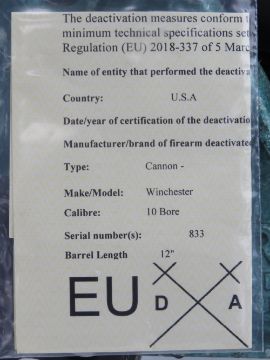 The deactivation measures conform
minimum technical specifications set
Regulation (EU) 2018-337 of 5 Marc
Name of entity that performed the deactiva
Country: U.S.A
Date/year of certification of the deactivatio
Manufacturer/brand of firearm deactivate
Type: Cannon -
Make/Model: Winchester
Calibre: 10 Bore
Serial number(s): 833
Barrel Length 12"
EU D A